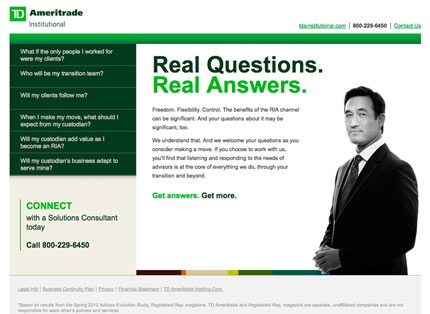 TD Ameritrade
Institutional
tdainstitutional.com | 800-229-6450 | Contact Us
What if the only people I worked for
were my clients?
Who will be my transition team?
Will my clients follow me?
When I make my move, what should I
expect from my custodian?
Will my custodian add value as I
become an RIA?
Will my custodian's business adapt to
serve mine?
CONNECT
with a Solutions Consultant
today
Call 800-229-6450
Real Questions.
Real Answers.
Freedom. Flexibility. Control. The benefits of the RIA channel
can be significant. And your questions about it may be
significant, too.
We understand that. And we welcome your questions as you
consider making a move. If you choose to work with us,
you'll find that listening and responding to the needs of
advisors is at the core of everything we do, through your
transition and beyond.
Get answers. Get more.
Legal Info | Business Continuity Plan | Privacy | Financial Statement | TD Ameritrade Holding Corp.
*Based on results from the Spring 2010 Advisor Evolution Study, Registered Rep. magazine. TD Ameritrade and Registered Rep. magazine are separate, unaffiliated companies and are not
responsible for each other's policies and services.